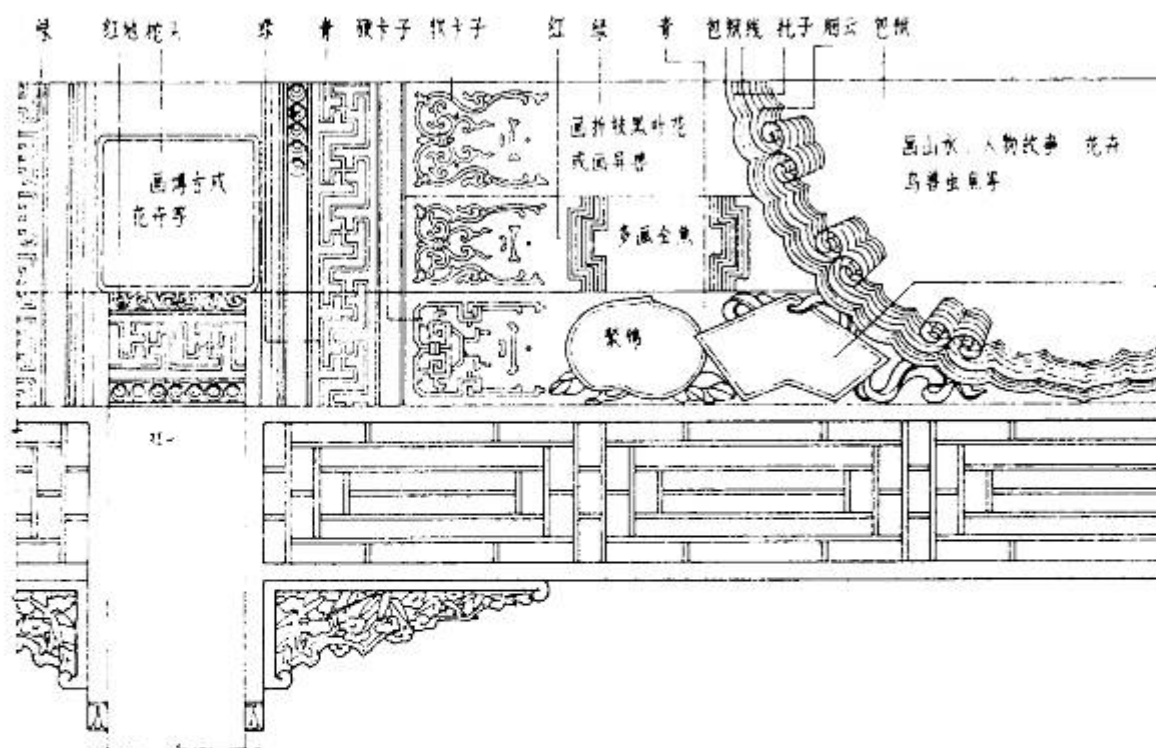 绿 红地柁头 绿 青 硬卡子 软卡子 红 绿 青 包袱线 托子 烟云 包袱
画博古或
花卉等
画折枝黑叶花
或画异兽
多画金鱼
聚锦
画山水、人物故事 花卉
鸟兽虫鱼等